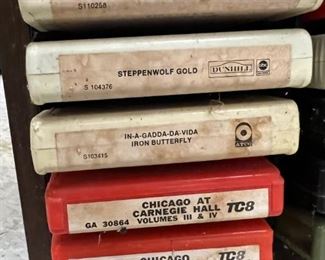 S110258
STEPPENWOLF GOLD
DUNHILL
abc
S 104376
IN-A-GADDA-DA-VIDA
IRON BUTTERFLY
ATCO
S103415
CHICAGO AT
CARNEGIE HALL TC8
GA 30864 VOLUMES III & IV
CHICAGO TC8